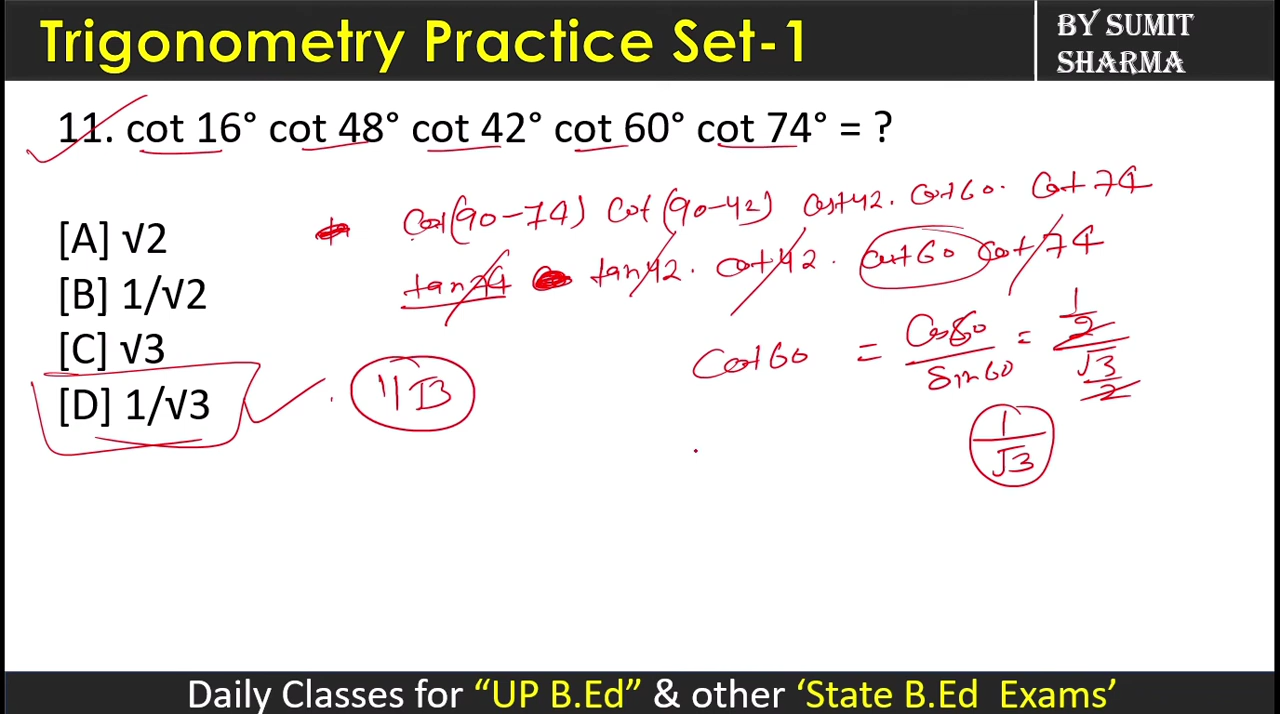 Trigonometry Practice Set-1
BY SUMIT
SHARMA
11. cot 16° cot 48° cot 42° cot 60° cot 74° = ?
cot(90-74) cot(90-42) cot42. cot60. cot74
tan74 tan42. cot42. cot60 cot74
[A] √2
[B] 1/√2
[C] √3
[D] 1/√3
cot60 = cos60/sin60 = 1/2/√3/2
1/√3
Daily Classes for “UP B.Ed” & other ‘State B.Ed Exams’